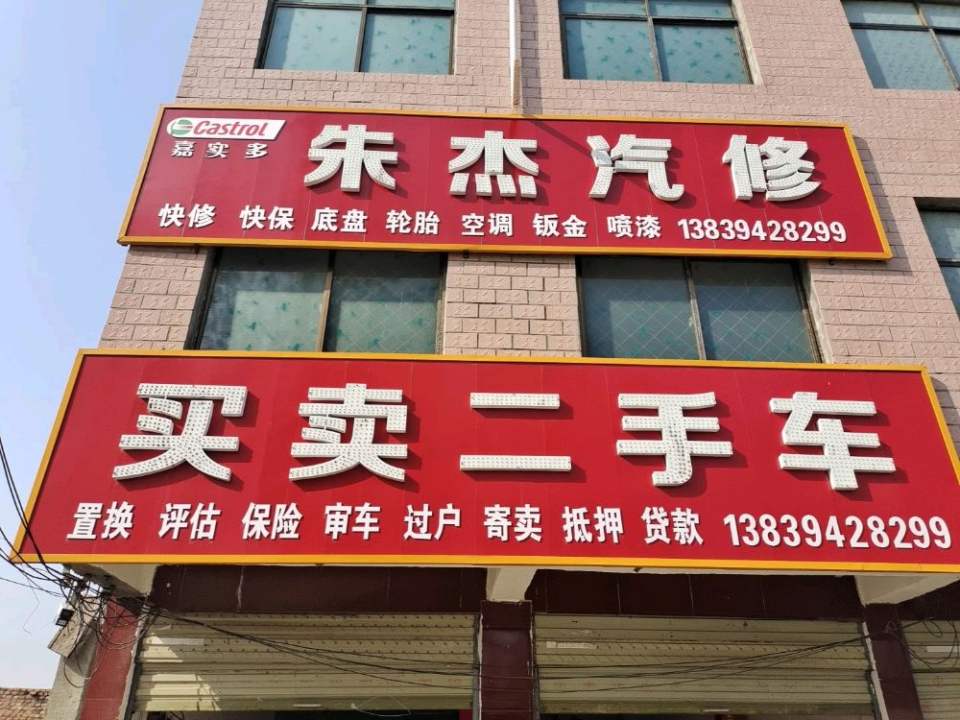 Castrol
嘉实多
朱杰汽修
快修 快保 底盘 轮胎 空调 钣金 喷漆 13839428299
买卖二手车
置换 评估 保险 审车 过户 寄卖 抵押 贷款 13839428299